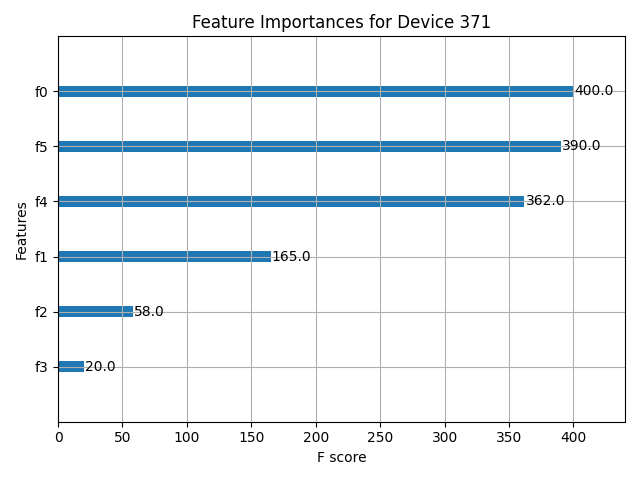 Feature Importances for Device 371
Features
f0 400.0
f5 390.0
f4 362.0
f1 165.0
f2 58.0
f3 20.0
0 50 100 150 200 250 300 350 400
F score